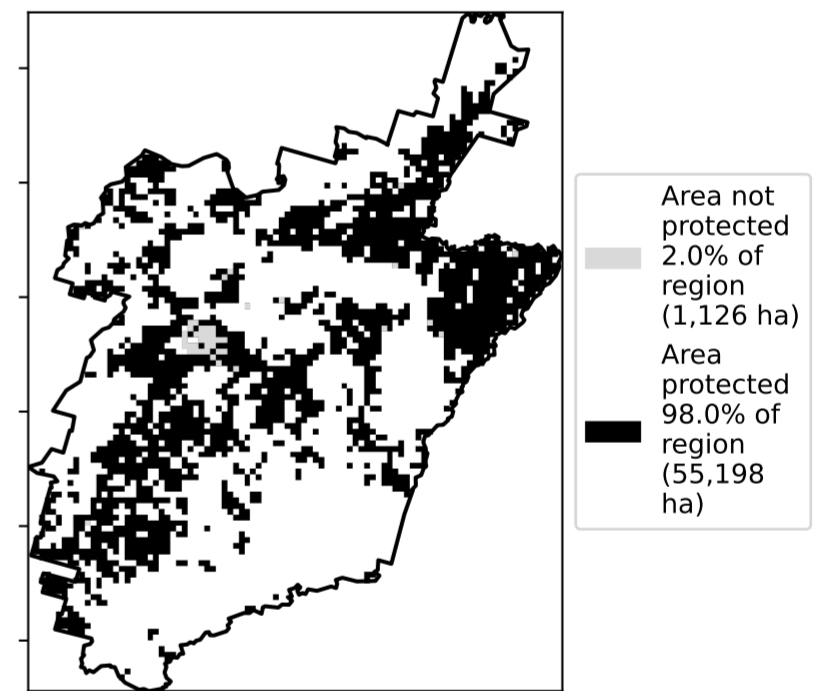 Area not
protected
2.0% of
region
(1,126 ha)
Area
protected
98.0% of
region
(55,198
ha)